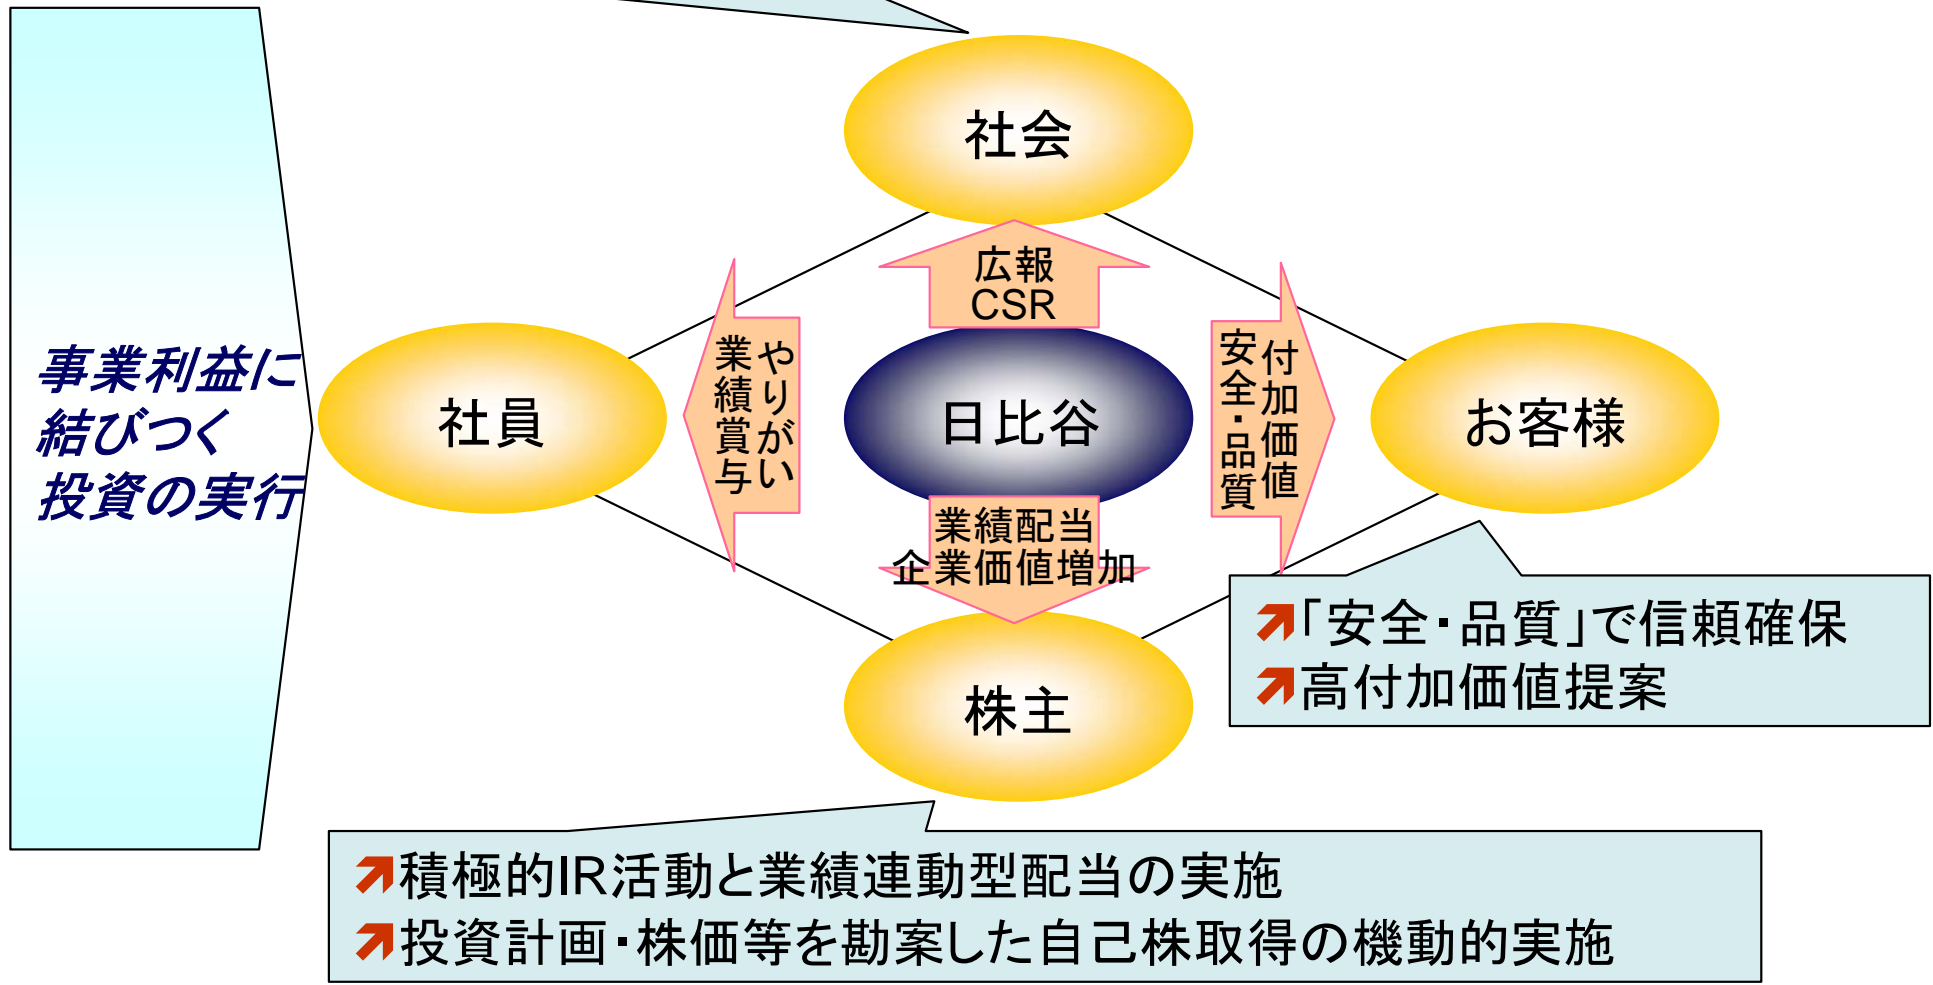 事業利益に
結びつく
投資の実行
社会
広報
CSR
社員
やりがい
業績賞与
日比谷
付加価値
安全・品質
お客様
業績配当
企業価値増加
株主
「安全・品質」で信頼確保
高付加価値提案
積極的IR活動と業績連動型配当の実施
投資計画・株価等を勘案した自己株取得の機動的実施